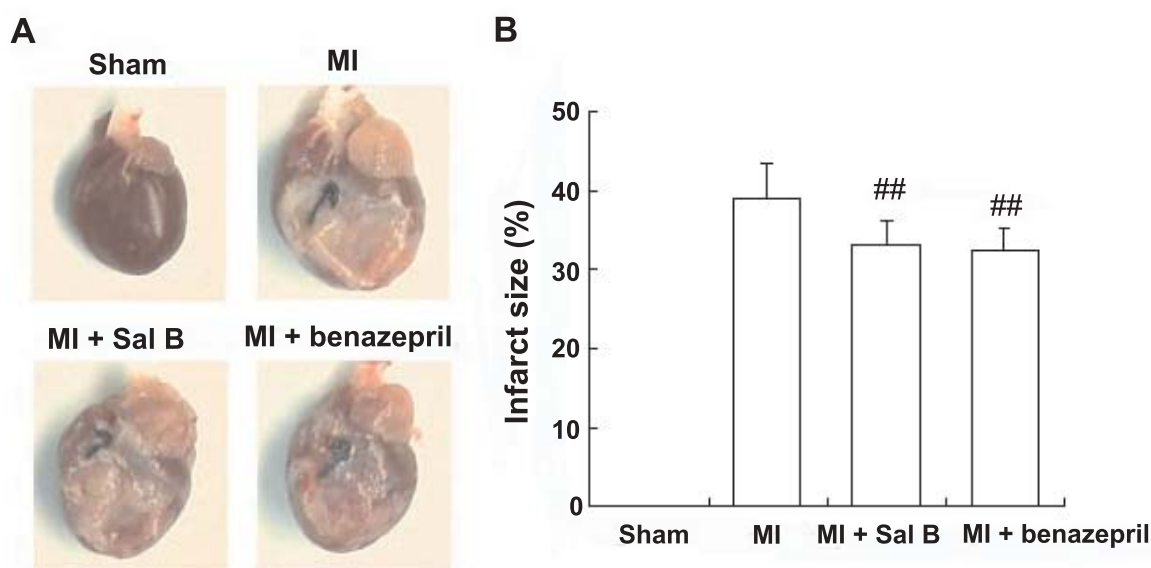 A
Sham
MI
MI + Sal B
MI + benazepril
B
Infarct size (%)
50
40
30
20
10
0
##
##
Sham
MI
MI + Sal B
MI + benazepril